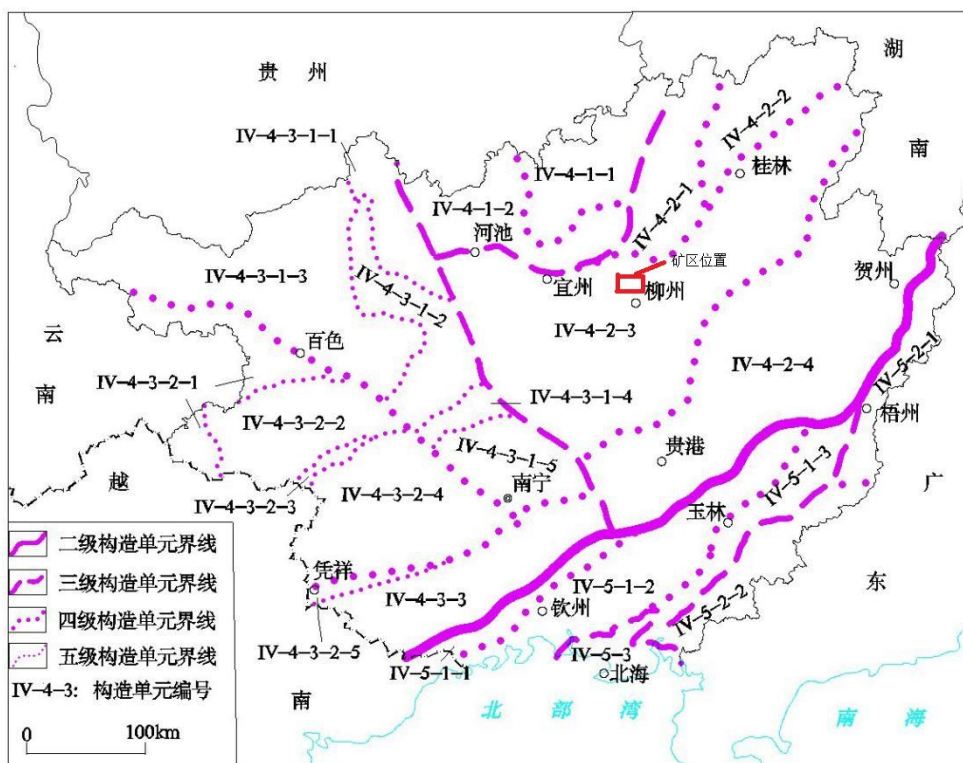 贵 州
湖
南
IV-4-3-1-1
IV-4-1-1
IV-4-2-2
桂林
IV-4-1-2
IV-4-2-1
河池
矿区位置
贺州
IV-4-3-1-3
IV-4-3-1-2
宜州
柳州
云
南
百色
IV-4-2-3
IV-4-2-4
IV-5-2-1
IV-4-3-2-1
IV-4-3-1-4
梧州
IV-4-3-2-2
IV-4-3-1-5
贵港
IV-5-1-3
越
南
IV-4-3-2-3
IV-4-3-2-4
南宁
玉林
广
东
二级构造单元界线
三级构造单元界线
四级构造单元界线
五级构造单元界线
IV-4-3: 构造单元编号
0 100km
凭祥
IV-4-3-3
IV-5-1-2
钦州
IV-5-2-2
IV-4-3-2-5
IV-5-1-1
IV-5-3
北海
北 部 湾
南 海